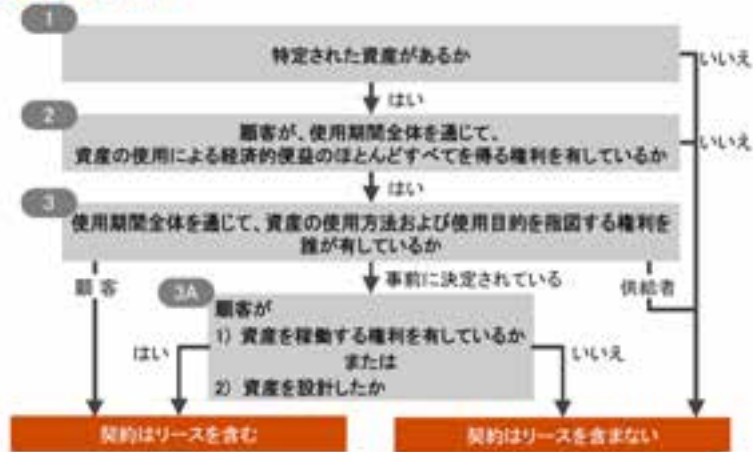 1
特定された資産があるか
いいえ
はい
2
顧客が、使用期間全体を通じて、
資産の使用による経済的便益のほとんどすべてを得る権利を有しているか
いいえ
はい
3
使用期間全体を通じて、資産の使用方法および使用目的を指図する権利を
誰が有しているか
顧客
事前に決定されている
供給者
3A
顧客が
1) 資産を稼働する権利を有しているか
または
2) 資産を設計したか
はい
いいえ
契約はリースを含む
契約はリースを含まない